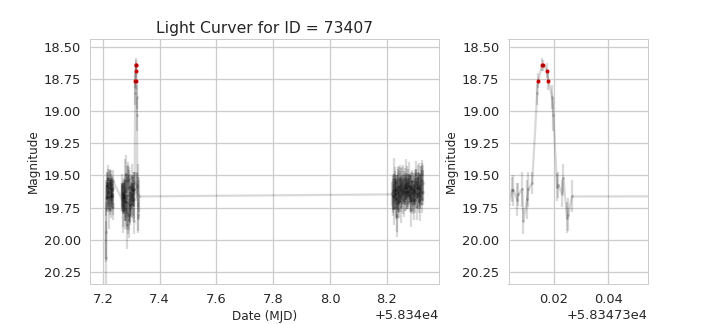 Light Curver for ID = 73407
Magnitude
18.50
18.75
19.00
19.25
19.50
19.75
20.00
20.25
7.2 7.4 7.6 7.8 8.0 8.2
Date (MJD)
+5.834e4
Magnitude
18.50
18.75
19.00
19.25
19.50
19.75
20.00
20.25
0.02 0.04
+5.83473e4